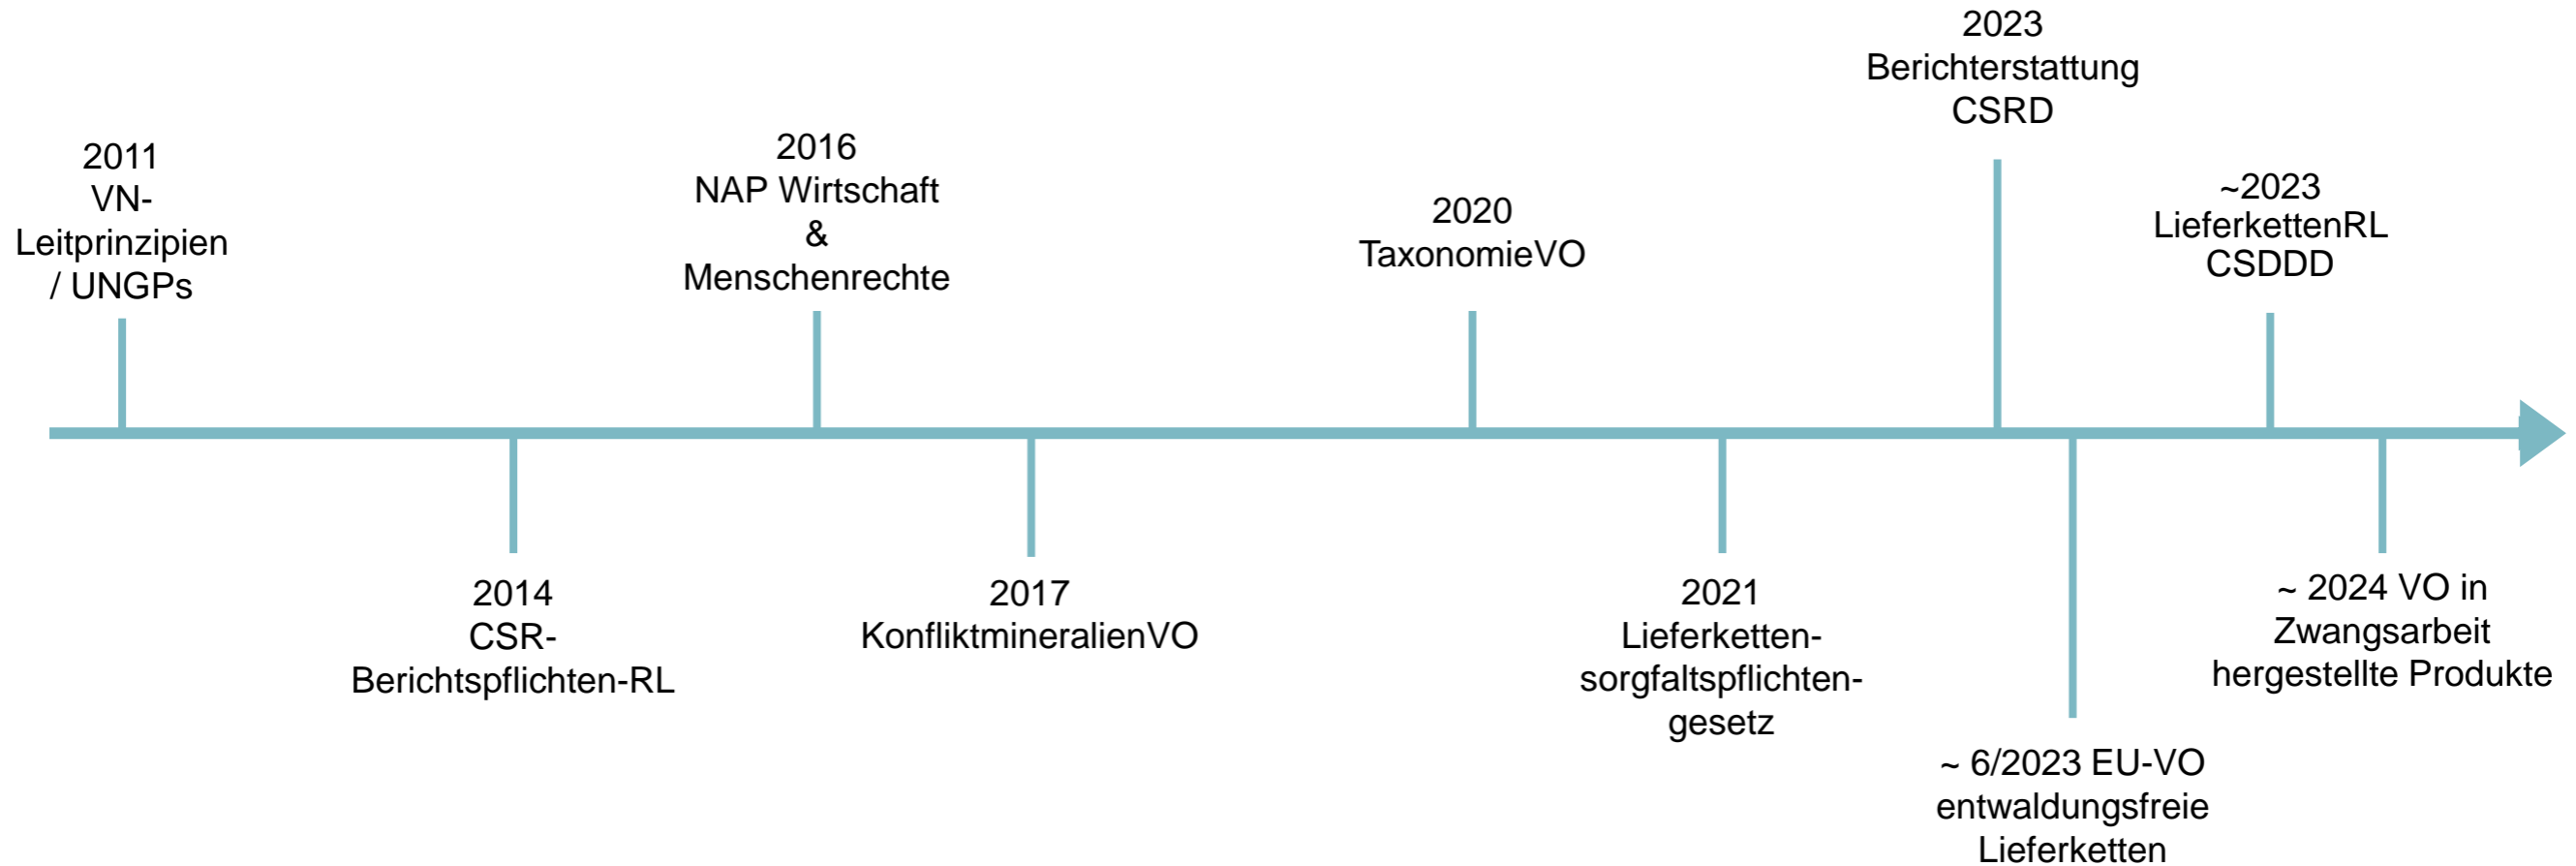 2011
VN-
Leitprinzipien
/ UNGPs
2014
CSR-
Berichtspflichten-RL
2016
NAP Wirtschaft
&
Menschenrechte
2017
KonfliktmineralienVO
2020
TaxonomieVO
2021
Lieferketten-
sorgfaltspflichten-
gesetz
2023
Berichterstattung
CSRD
~ 6/2023 EU-VO
entwaldungsfreie
Lieferketten
~2023
LieferkettenRL
CSDDD
~ 2024 VO in
Zwangsarbeit
hergestellte Produkte